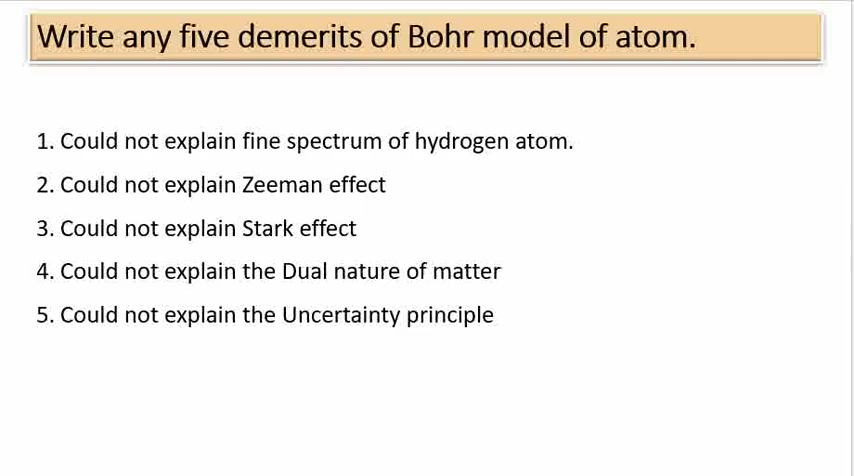 Write any five demerits of Bohr model of atom.
1. Could not explain fine spectrum of hydrogen atom.
2. Could not explain Zeeman effect
3. Could not explain Stark effect
4. Could not explain the Dual nature of matter
5. Could not explain the Uncertainty principle